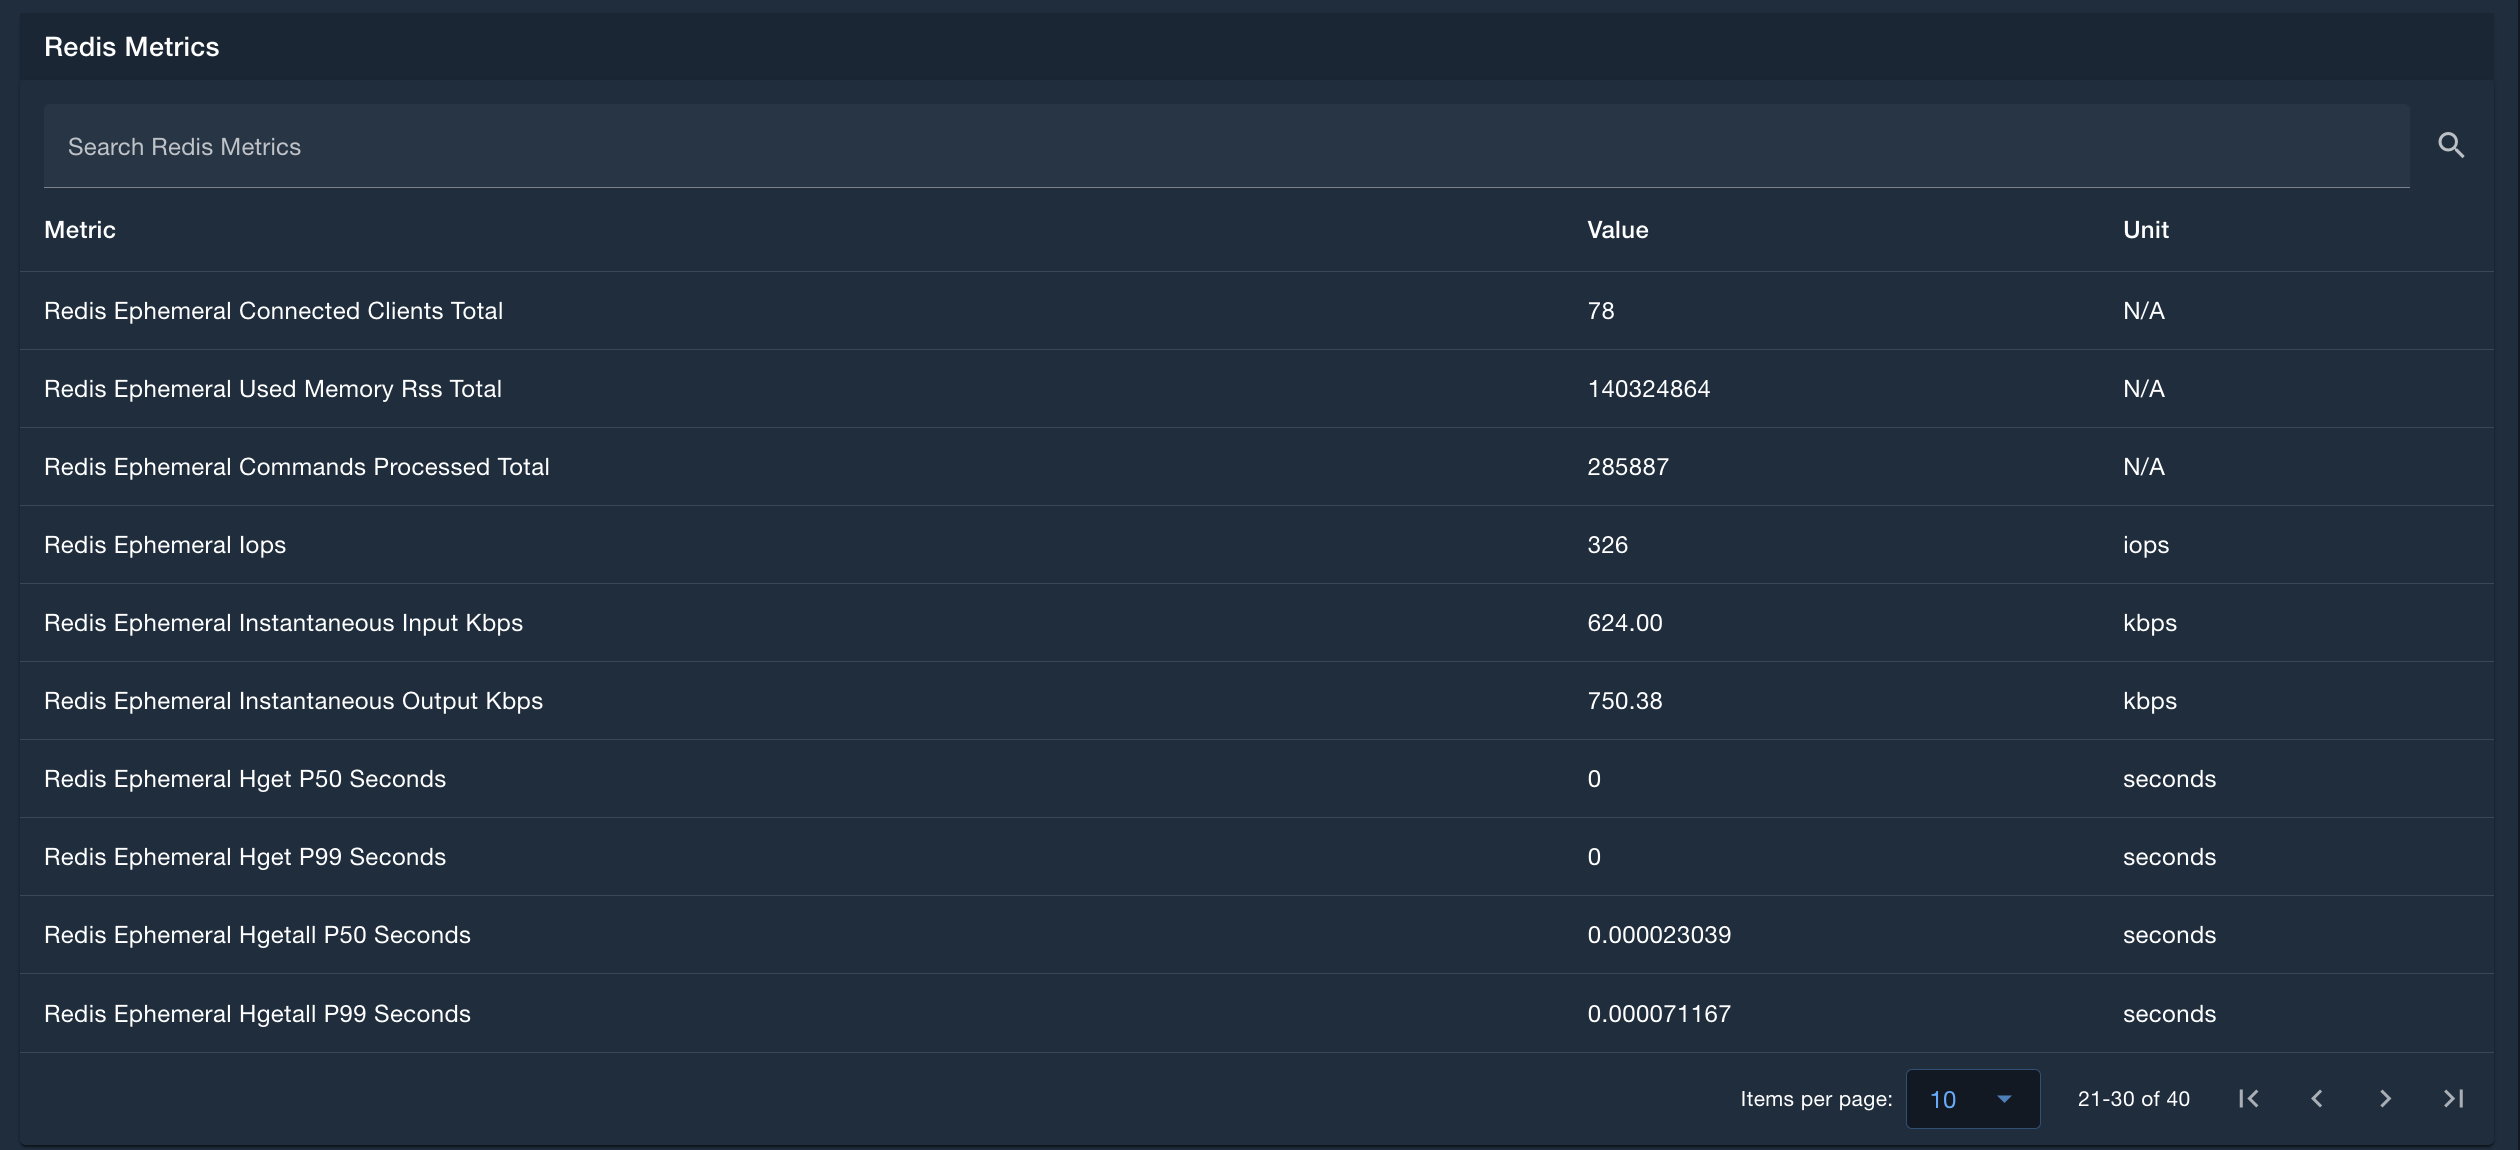 Redis Metrics
Search Redis Metrics
Metric Value Unit
Redis Ephemeral Connected Clients Total 78 N/A
Redis Ephemeral Used Memory Rss Total 140324864 N/A
Redis Ephemeral Commands Processed Total 285887 N/A
Redis Ephemeral Iops 326 iops
Redis Ephemeral Instantaneous Input Kbps 624.00 kbps
Redis Ephemeral Instantaneous Output Kbps 750.38 kbps
Redis Ephemeral Hget P50 Seconds 0 seconds
Redis Ephemeral Hget P99 Seconds 0 seconds
Redis Ephemeral Hgetall P50 Seconds 0.000023039 seconds
Redis Ephemeral Hgetall P99 Seconds 0.000071167 seconds
Items per page: 10 21-30 of 40